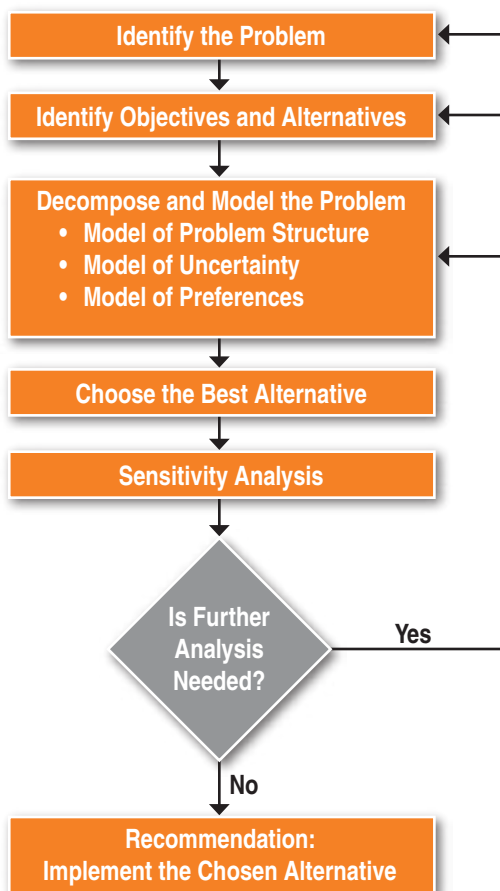 Identify the Problem
Identify Objectives and Alternatives
Decompose and Model the Problem
• Model of Problem Structure
• Model of Uncertainty
• Model of Preferences
Choose the Best Alternative
Sensitivity Analysis
Is Further
Analysis
Needed?
Yes
No
Recommendation:
Implement the Chosen Alternative